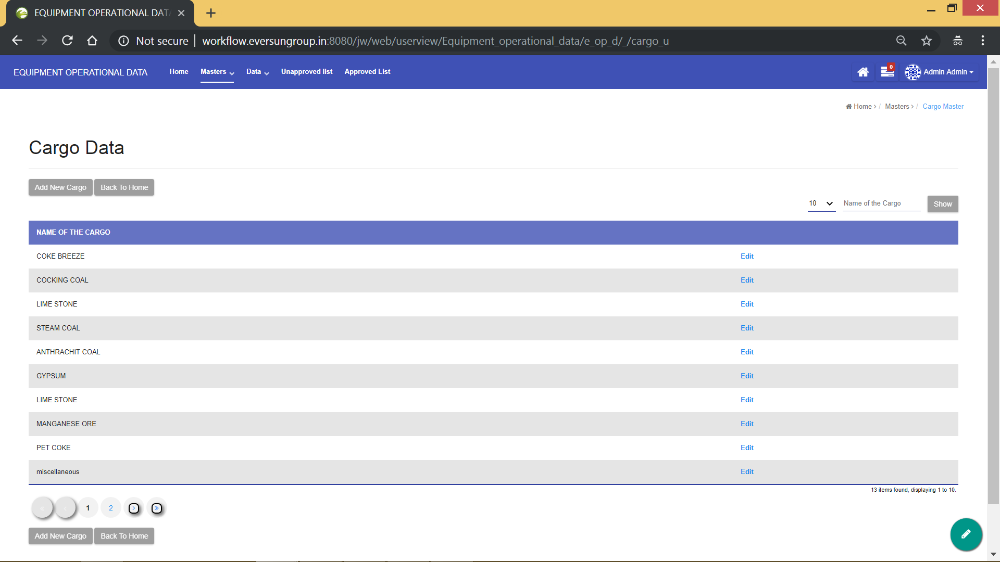 EQUIPMENT OPERATIONAL DAT
Not secure workflow.eversungroup.in:8080/jw/web/userview/Equipment_operational_data/e_op_d/_/cargo_u
EQUIPMENT OPERATIONAL DATA Home Masters Data Unapproved list Approved List 0 Admin Admin
Home > / Masters > / Cargo Master
Cargo Data
Add New Cargo Back To Home
10 Name of the Cargo Show
NAME OF THE CARGO
COKE BREEZE Edit
COCKING COAL Edit
LIME STONE Edit
STEAM COAL Edit
ANTHRACHIT COAL Edit
GYPSUM Edit
LIME STONE Edit
MANGANESE ORE Edit
PET COKE Edit
miscellaneous Edit
13 items found, displaying 1 to 10.
« ‹ 1 2 › »
Add New Cargo Back To Home